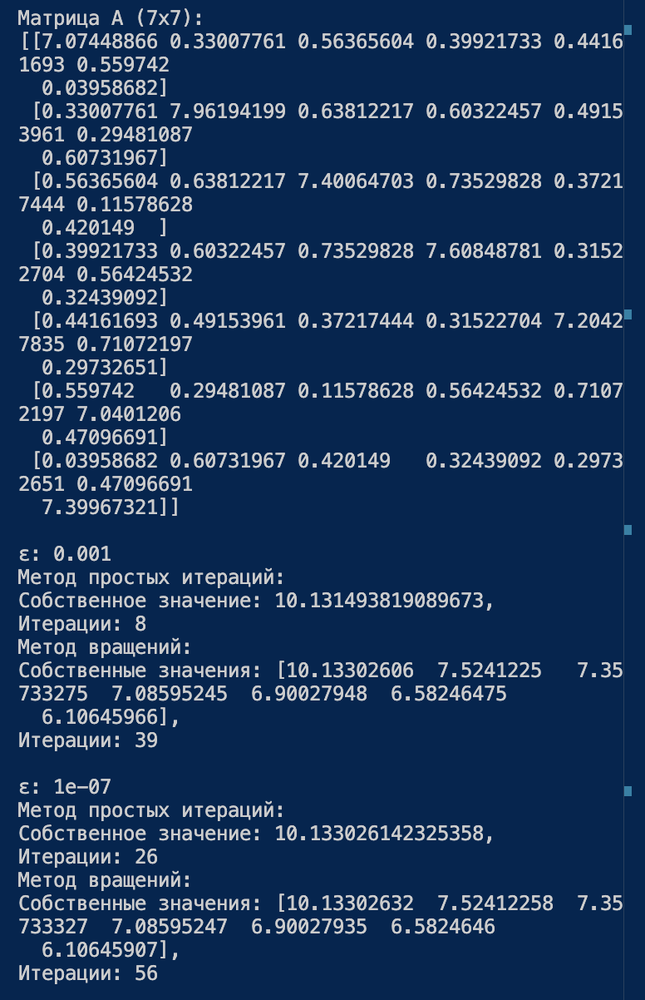 Матрица A (7x7):
[[7.07448866 0.33007761 0.56365604 0.39921733 0.4416
1693 0.559742
  0.03958682]
 [0.33007761 7.96194199 0.63812217 0.60322457 0.4915
3961 0.29481087
  0.60731967]
 [0.56365604 0.63812217 7.40064703 0.73529828 0.3721
7444 0.11578628
  0.420149  ]
 [0.39921733 0.60322457 0.73529828 7.60848781 0.3152
2704 0.56424532
  0.32439092]
 [0.44161693 0.49153961 0.37217444 0.31522704 7.2042
7835 0.71072197
  0.29732651]
 [0.559742   0.29481087 0.11578628 0.56424532 0.7107
2197 7.0401206
  0.47096691]
 [0.03958682 0.60731967 0.420149   0.32439092 0.2973
2651 0.47096691
  7.39967321]]

ε: 0.001
Метод простых итераций:
Собственное значение: 10.131493819089673,
Итерации: 8
Метод вращений:
Собственные значения: [10.13302606  7.5241225   7.35
733275  7.08595245  6.90027948  6.58246475
  6.10645966],
Итерации: 39

ε: 1e-07
Метод простых итераций:
Собственное значение: 10.133026142325358,
Итерации: 26
Метод вращений:
Собственные значения: [10.13302632  7.52412258  7.35
733327  7.08595247  6.90027935  6.5824646
  6.10645907],
Итерации: 56